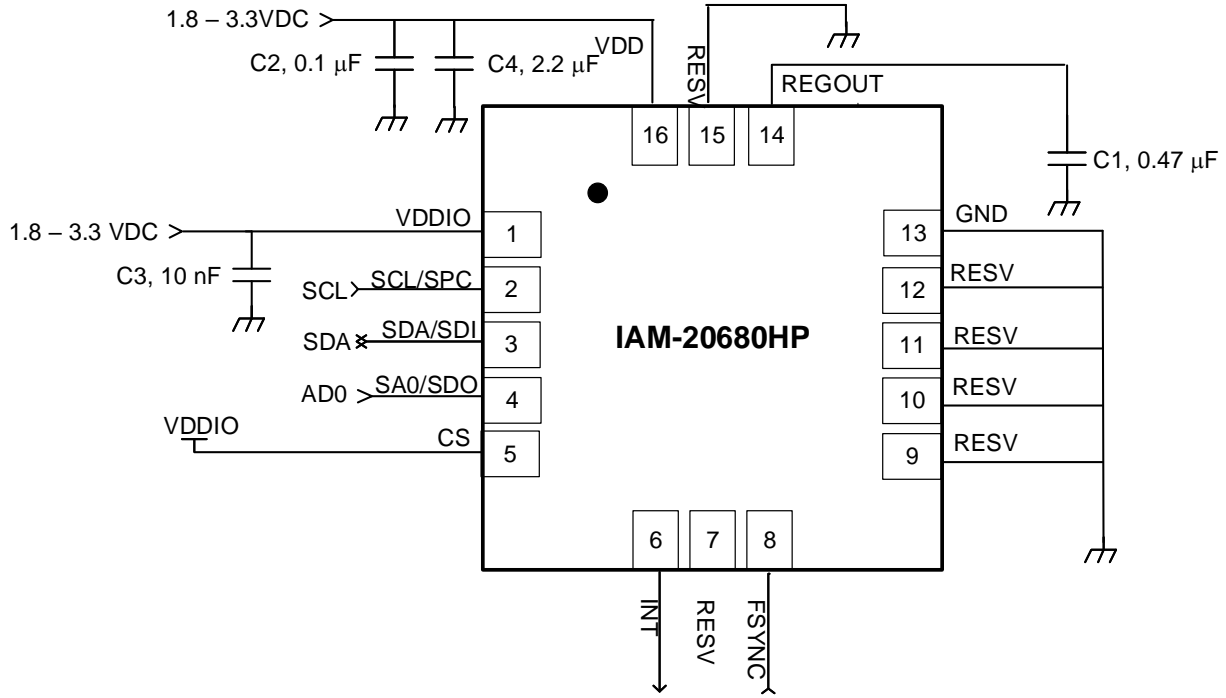 1.8 – 3.3VDC
C2, 0.1 μF
C4, 2.2 μF
VDD
RESV
REGOUT
16
15
14
C1, 0.47 μF
1.8 – 3.3 VDC
VDDIO
1
13
GND
C3, 10 nF
SCL
SCL/SPC
2
12
RESV
SDA
SDA/SDI
3
IAM-20680HP
11
RESV
AD0
SA0/SDO
4
10
RESV
VDDIO
CS
5
9
RESV
6
7
8
INT
RESV
FSYNC